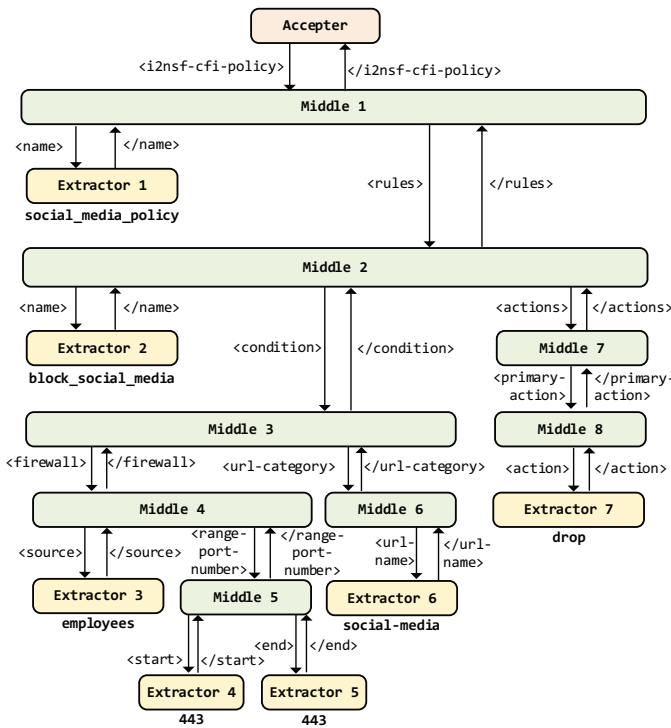 Accepter
<i2nsf-cfi-policy>
</i2nsf-cfi-policy>
Middle 1
<name>
</name>
<rules>
</rules>
Extractor 1
social_media_policy
Middle 2
<name>
</name>
<condition>
</condition>
<actions>
</actions>
Extractor 2
block_social_media
Middle 7
<primary-
action>
</primary-
action>
Middle 3
Middle 8
<firewall>
</firewall>
<url-category>
</url-category>
<action>
</action>
Middle 4
Middle 6
Extractor 7
drop
<source>
</source>
<range-
port-
number>
</range-
port-
number>
<url-
name>
</url-
name>
Extractor 3
employees
Middle 5
Extractor 6
social-media
<start>
</start>
<end>
</end>
Extractor 4
443
Extractor 5
443